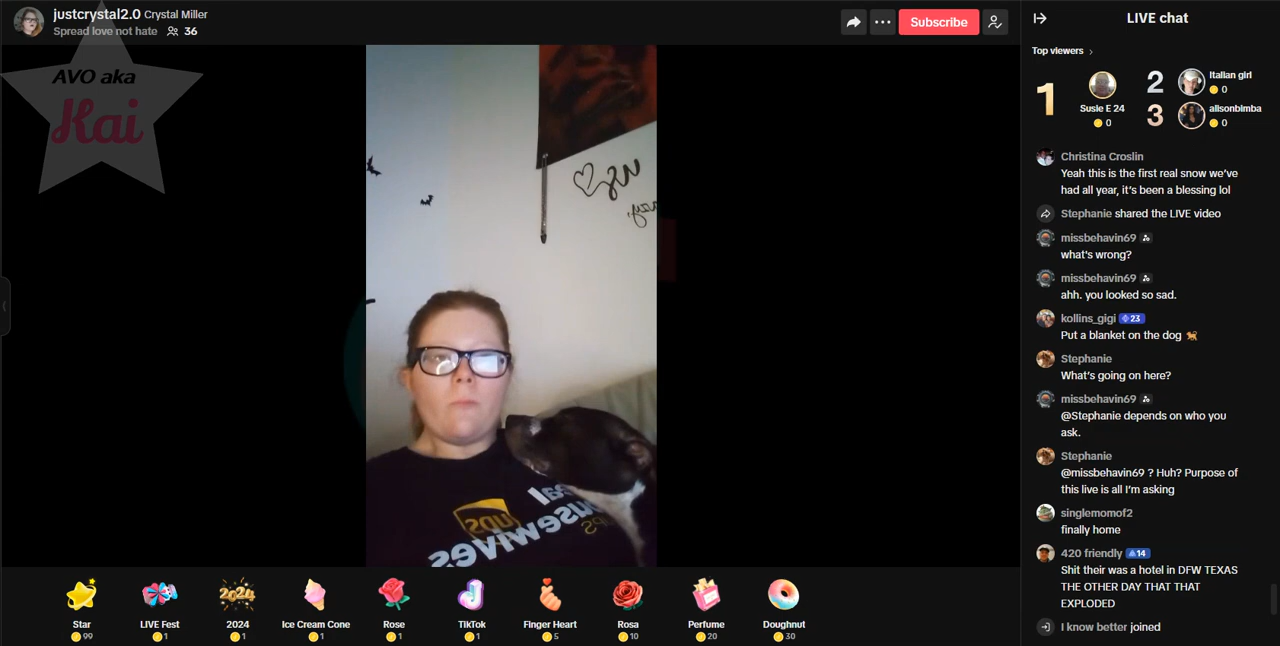 justcrystal2.0 Crystal Miller
Spread love not hate 36
Subscribe
LIVE chat
AVO aka
Kai
Top viewers
1
Susie E 24
0
2
Italian girl
0
3
alisonbimba
0
Christina Croslin
Yeah this is the first real snow we've
had all year, it's been a blessing lol
Stephanie shared the LIVE video
missbehavin69
what's wrong?
missbehavin69
ahh. you looked so sad.
kollins_gigi 23
Put a blanket on the dog
Stephanie
What's going on here?
missbehavin69
@Stephanie depends on who you
ask.
Stephanie
@missbehavin69 ? Huh? Purpose of
this live is all I'm asking
singlemomof2
finally home
420 friendly 14
Shit their was a hotel in DFW TEXAS
THE OTHER DAY THAT THAT
EXPLODED
I know better joined
us
ups
usewives
2024
Star
99
LIVE Fest
1
2024
1
Ice Cream Cone
1
Rose
1
TikTok
1
Finger Heart
5
Rosa
10
Perfume
20
Doughnut
30